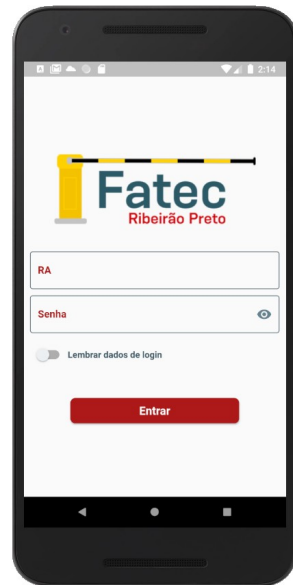 2:14
Fatec
Ribeirão Preto
RA
Senha
Lembrar dados de login
Entrar